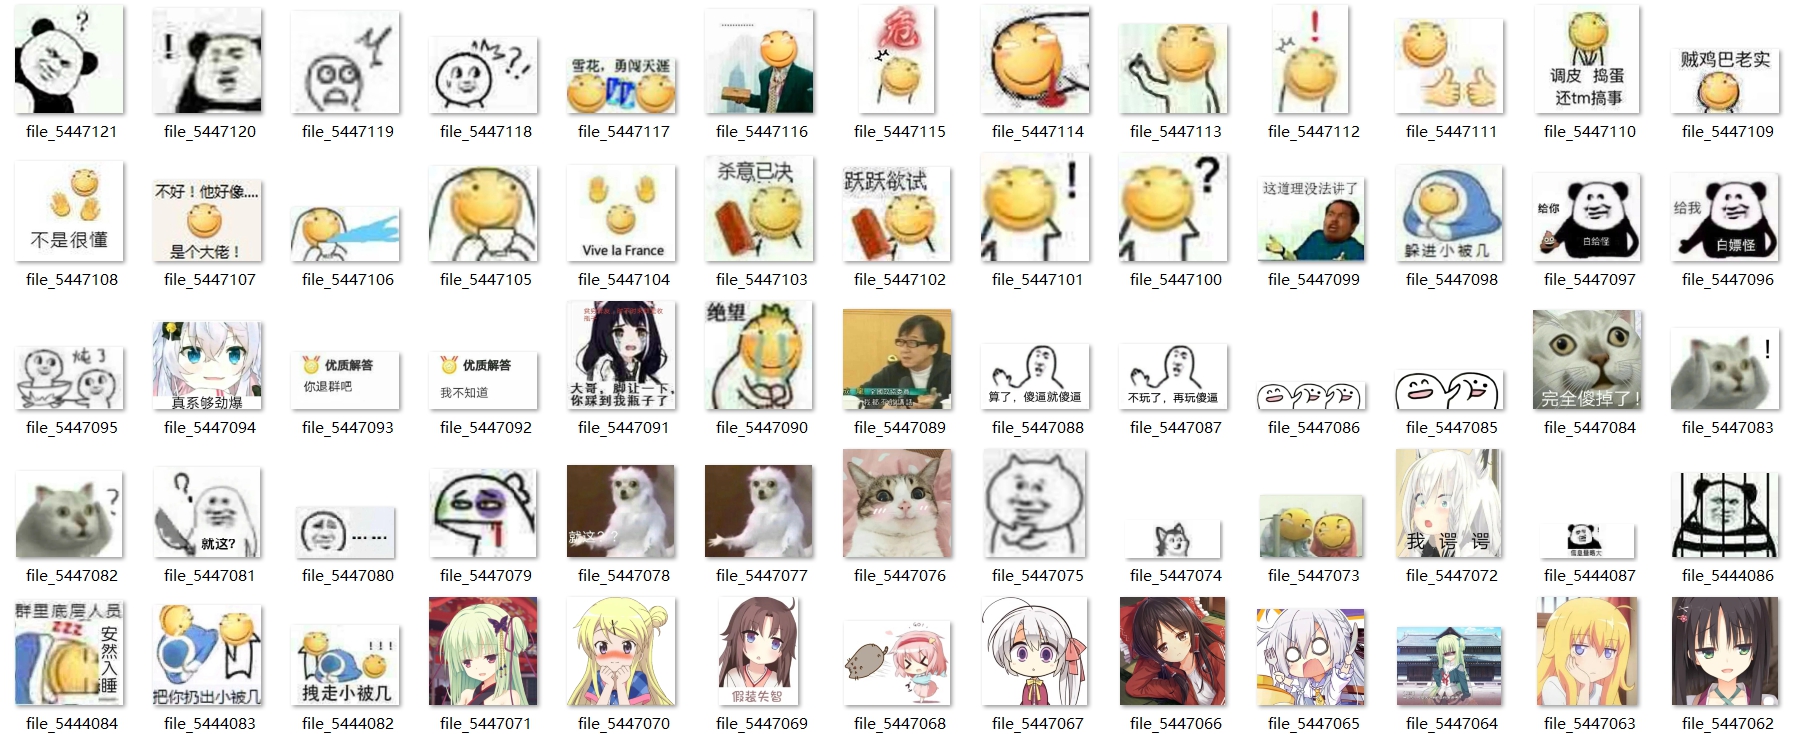 ?
!
?!
雪花，勇闯天涯
............
危
!
调皮 捣蛋
还tm搞事
贼鸡巴老实
file_5447121
file_5447120
file_5447119
file_5447118
file_5447117
file_5447116
file_5447115
file_5447114
file_5447113
file_5447112
file_5447111
file_5447110
file_5447109
不是很懂
不好！他好像....
是个大佬！
Vive la France
杀意已决
跃跃欲试
!
?
这道理没法讲了
躲进小被几
给你
白给怪
给我
白嫖怪
file_5447108
file_5447107
file_5447106
file_5447105
file_5447104
file_5447103
file_5447102
file_5447101
file_5447100
file_5447099
file_5447098
file_5447097
file_5447096
炖了
真系够劲爆
优质解答
你退群吧
优质解答
我不知道
大哥，脚让一下，
你踩到我瓶子了
绝望
算了，傻逼就傻逼
不玩了，再玩傻逼
完全傻掉了！
!
file_5447095
file_5447094
file_5447093
file_5447092
file_5447091
file_5447090
file_5447089
file_5447088
file_5447087
file_5447086
file_5447085
file_5447084
file_5447083
?
?
就这?
... ...
就这??
我 谔 谔
!
file_5447082
file_5447081
file_5447080
file_5447079
file_5447078
file_5447077
file_5447076
file_5447075
file_5447074
file_5447073
file_5447072
file_5444087
file_5444086
群里底层人员
zzz
安然入睡
把你扔出小被几
!!!
拽走小被几
假装失智
GO!
file_5444084
file_5444083
file_5444082
file_5447071
file_5447070
file_5447069
file_5447068
file_5447067
file_5447066
file_5447065
file_5447064
file_5447063
file_5447062